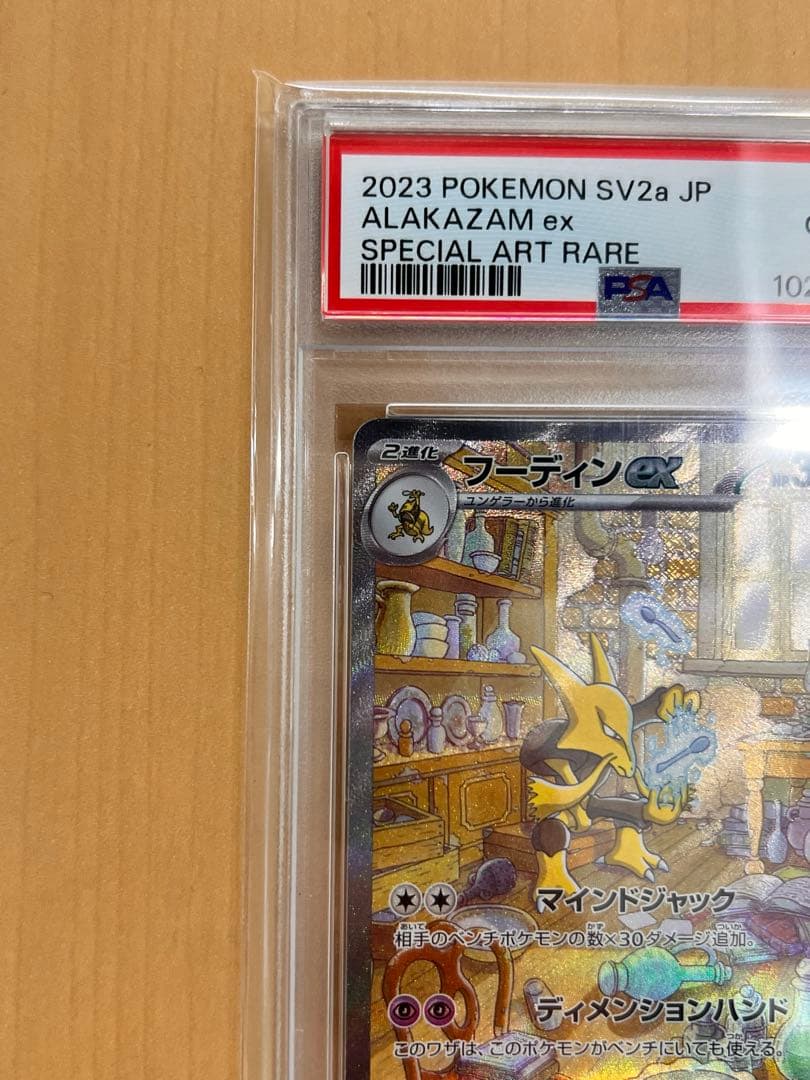 2023 POKEMON SV2a JP
ALAKAZAM ex
SPECIAL ART RARE
PSA
102
2進化
フーディンex
HP
ユンゲラーから進化
マインドジャック
相手のベンチポケモンの数×30ダメージ追加。
ディメンションハンド
このワザは、このポケモンがベンチにいても使える。